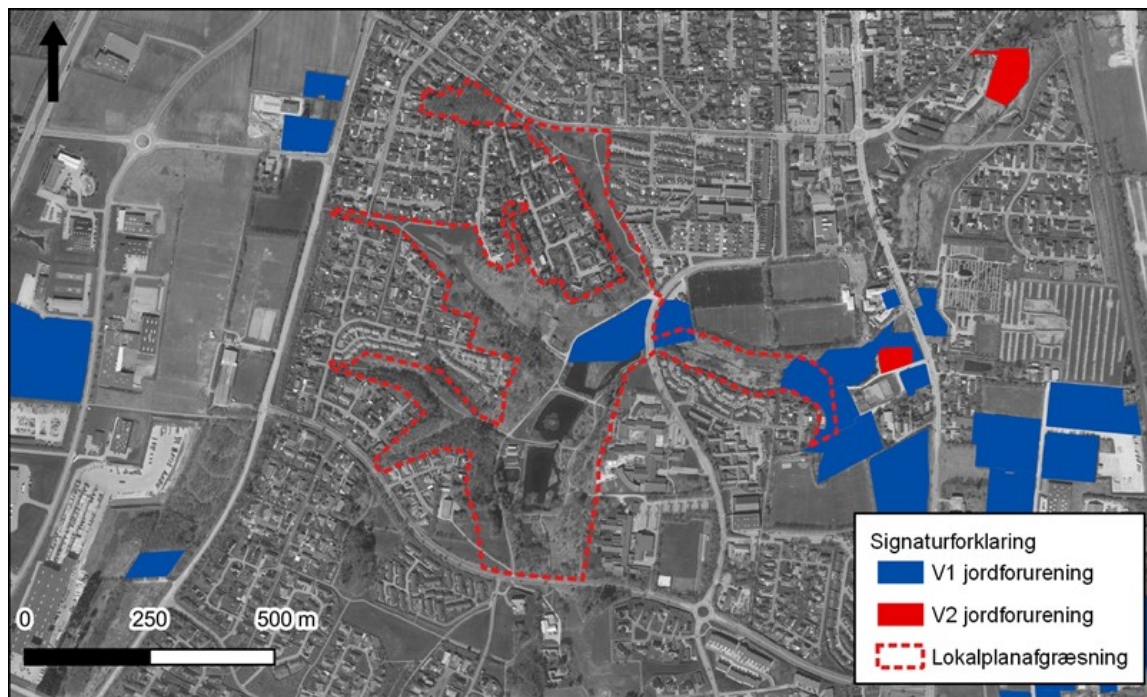 Signaturforklaring
V1 jordforurening
V2 jordforurening
Lokalplanafgræsning
0 250 500 m